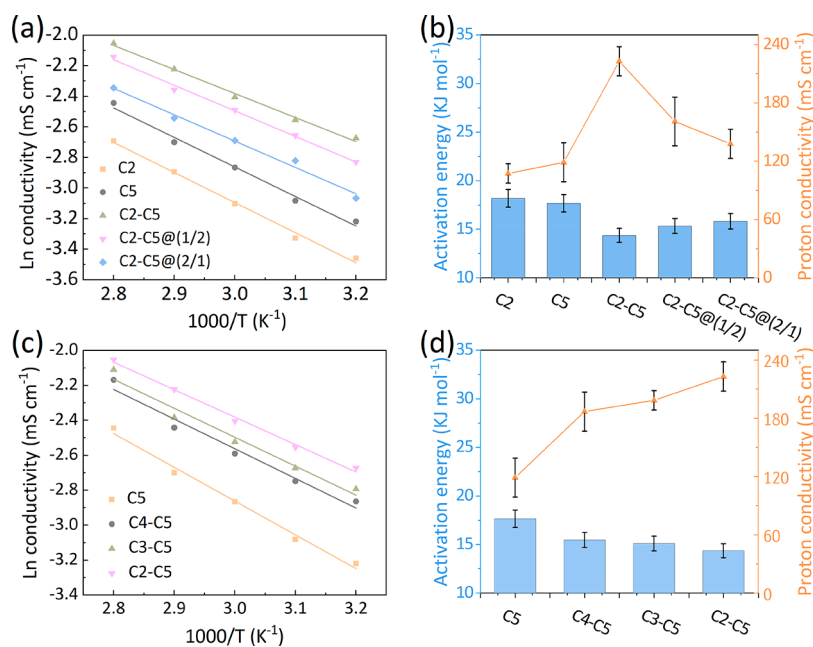 (a)
Ln conductivity (mS cm⁻¹)
-2.0
-2.2
-2.4
-2.6
-2.8
-3.0
-3.2
-3.4
-3.6
C2
C5
C2-C5
C2-C5@(1/2)
C2-C5@(2/1)
2.8 2.9 3.0 3.1 3.2
1000/T (K⁻¹)
(b)
Activation energy (KJ mol⁻¹)
35
30
25
20
15
10
C2 C5 C2-C5 C2-C5@(1/2) C2-C5@(2/1)
240
180
120
60
0
Proton conductivity (mS cm⁻¹)
(c)
Ln conductivity (mS cm⁻¹)
-2.0
-2.2
-2.4
-2.6
-2.8
-3.0
-3.2
-3.4
C5
C4-C5
C3-C5
C2-C5
2.8 2.9 3.0 3.1 3.2
1000/T (K⁻¹)
(d)
Activation energy (KJ mol⁻¹)
35
30
25
20
15
10
C5 C4-C5 C3-C5 C2-C5
240
180
120
60
0
Proton conductivity (mS cm⁻¹)